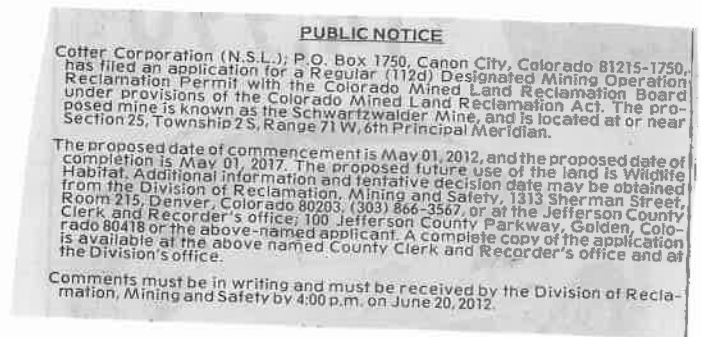 PUBLIC NOTICE
Cotter Corporation (N.S.L.); P.O. Box 1750, Canon City, Colorado 81215-1750,
has filed an application for a Regular (112d) Designated Mining Operation
Reclamation Permit with the Colorado Mined Land Reclamation Board
under provisions of the Colorado Mined Land Reclamation Act. The pro-
posed mine is known as the Schwartzwalder Mine, and is located at or near
Section 25, Township 2 S, Range 71 W, 6th Principal Meridian.
The proposed date of commencement is May 01, 2012, and the proposed date of
completion is May 01, 2017. The proposed future use of the land is Wildlife
Habitat. Additional information and tentative decision date may be obtained
from the Division of Reclamation, Mining and Safety, 1313 Sherman Street,
Room 215, Denver, Colorado 80203, (303) 866-3567, or at the Jefferson County
Clerk and Recorder's office; 100 Jefferson County Parkway, Golden, Colo-
rado 80418 or the above-named applicant. A complete copy of the application
is available at the above named County Clerk and Recorder's office and at
the Division's office.
Comments must be in writing and must be received by the Division of Recla-
mation, Mining and Safety by 4:00 p.m. on June 20, 2012.